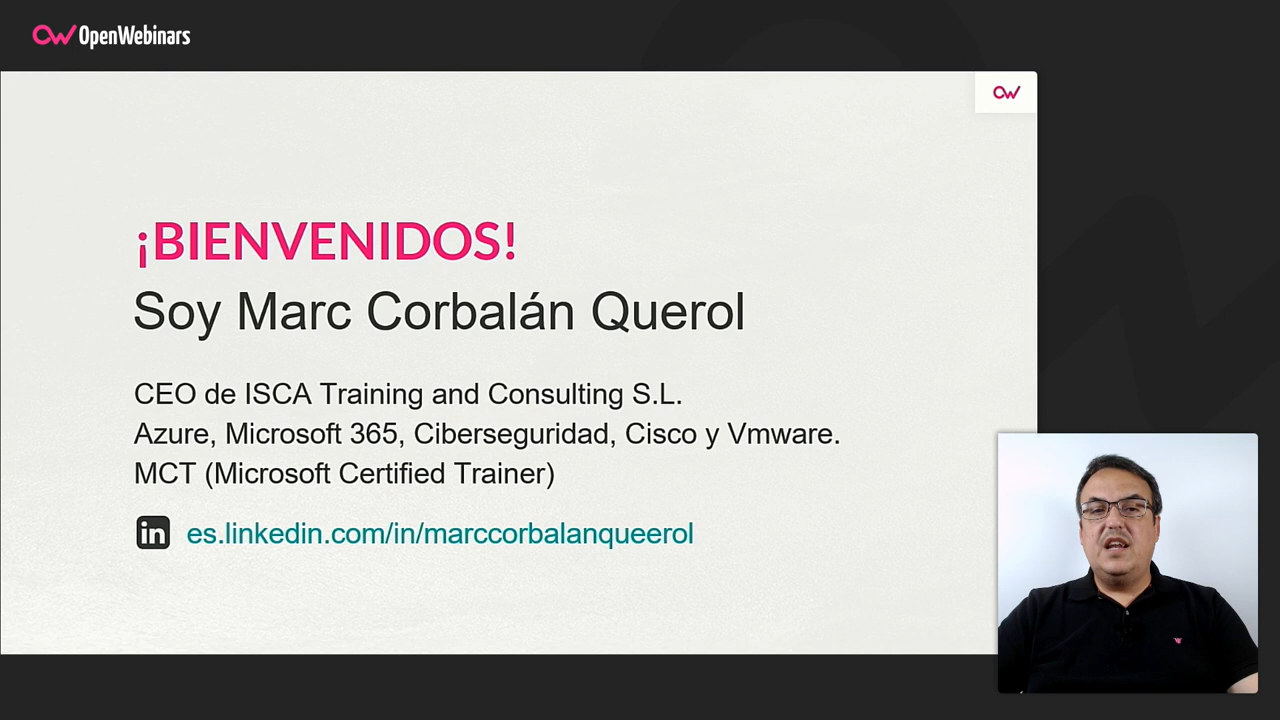 OpenWebinars
¡BIENVENIDOS!
Soy Marc Corbalán Querol
CEO de ISCA Training and Consulting S.L.
Azure, Microsoft 365, Ciberseguridad, Cisco y Vmware.
MCT (Microsoft Certified Trainer)
in es.linkedin.com/in/marccorbalanqueerol